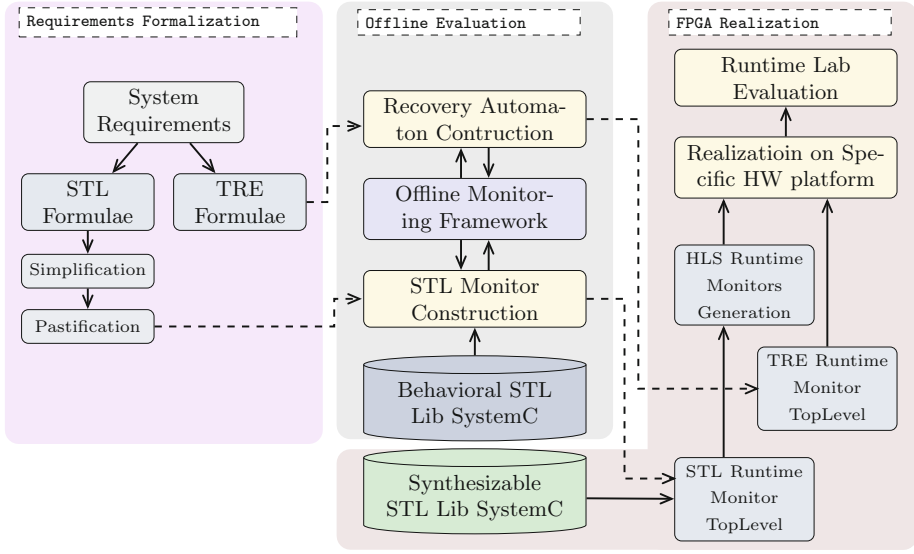 Requirements Formalization
System
Requirements
STL
Formulae
TRE
Formulae
Simplification
Pastification
Offline Evaluation
Recovery Automa-
ton Contruction
Offline Monitor-
ing Framework
STL Monitor
Construction
Behavioral STL
Lib SystemC
Synthesizable
STL Lib SystemC
FPGA Realization
Runtime Lab
Evaluation
Realizatioin on Spe-
cific HW platform
HLS Runtime
Monitors
Generation
TRE Runtime
Monitor
TopLevel
STL Runtime
Monitor
TopLevel